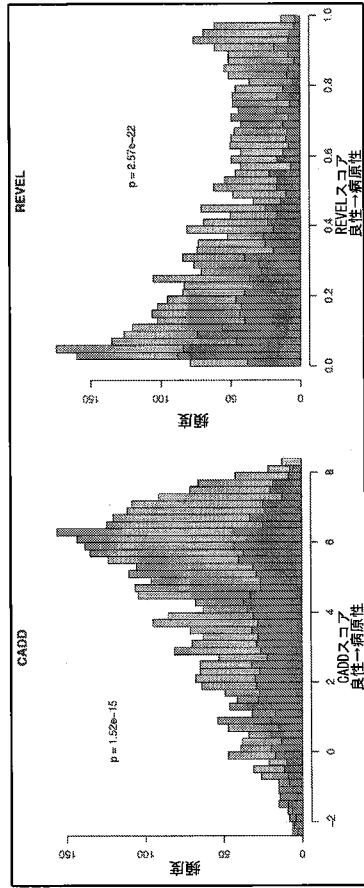 CADD
p = 1.52e-15
頻度
150
100
50
0
-2
0
2
4
6
8
CADDスコア
良性→病原性
REVEL
p = 2.57e-22
頻度
150
100
50
0
0.0
0.2
0.4
0.6
0.8
1.0
REVELスコア
良性→病原性